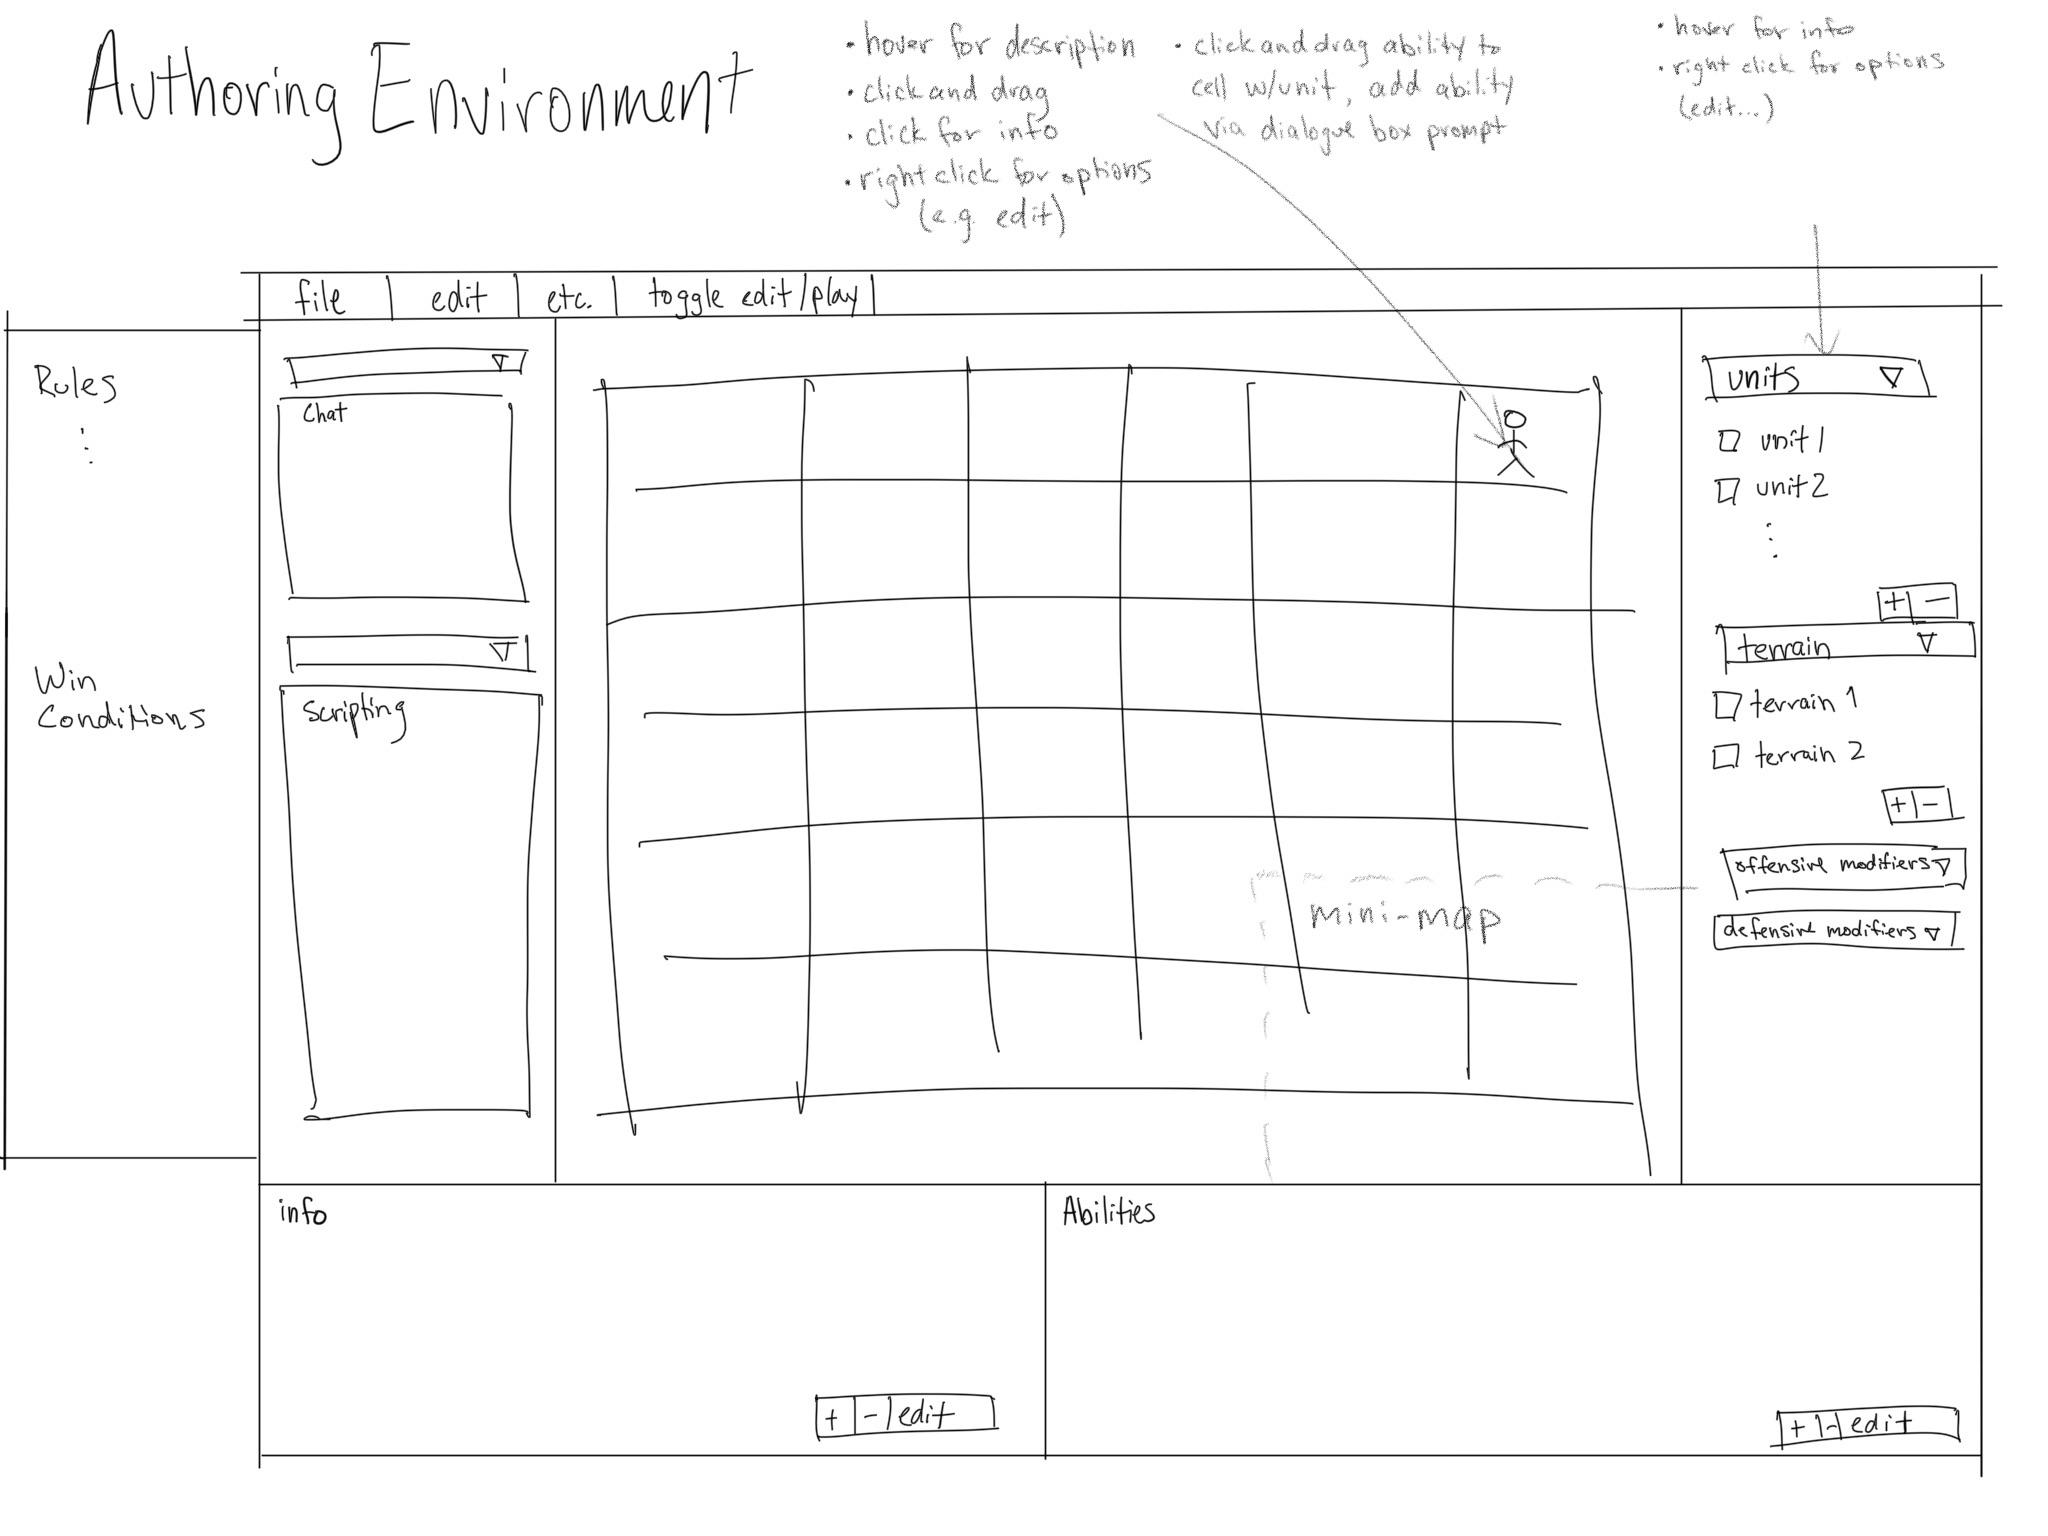 Authoring Environment
• hover for description
• click and drag
• click for info
• right click for options
(e.g. edit)
• click and drag ability to
cell w/unit, add ability
via dialogue box prompt
• hover for info
• right click for options
(edit...)
file | edit | etc. | toggle edit/play |
Rules
Win
Conditions
Chat
Scripting
mini-map
units
unit 1
unit 2
+ | -
terrain
terrain 1
terrain 2
+ | -
offensive modifiers
defensive modifiers
info
+ | - | edit
Abilities
+ | - | edit